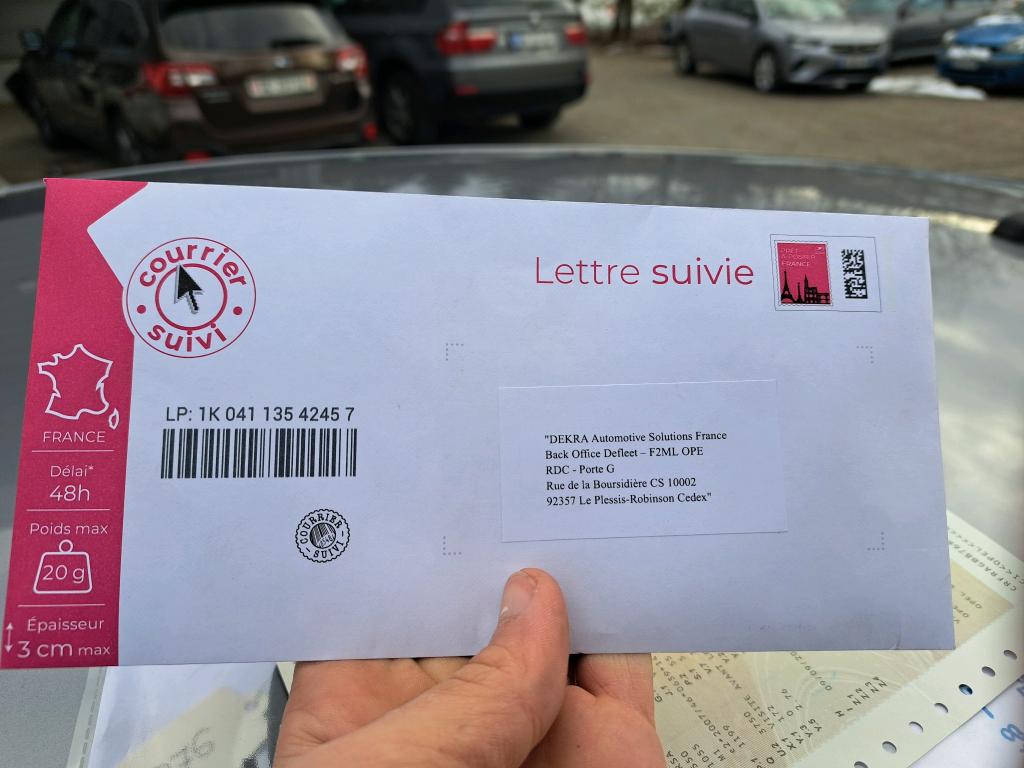 courrier
suivi
Lettre suivie
PRÊT-
À-POSTER
FRANCE
LP: 1K 041 135 4245 7
"DEKRA Automotive Solutions France
Back Office Defleet – F2ML OPE
RDC - Porte G
Rue de la Boursidière CS 10002
92357 Le Plessis-Robinson Cedex"
COURRIER
SUIVI
FRANCE
Délai*
48h
Poids max
20 g
Épaisseur
3 cm max
VISITE AVANT